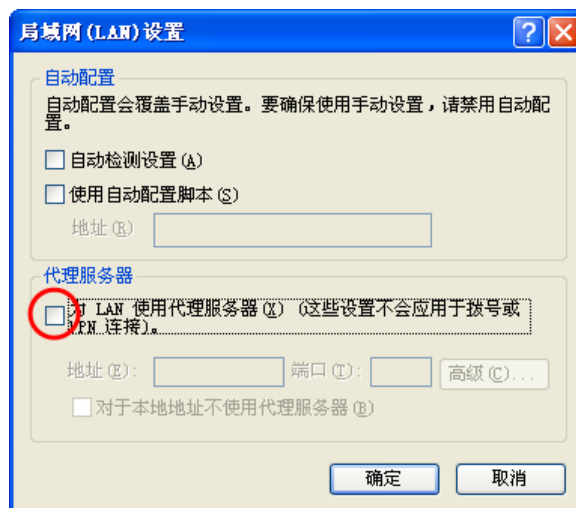 局域网(LAN)设置
自动配置
自动配置会覆盖手动设置。要确保使用手动设置，请禁用自动配
置。
自动检测设置(A)
使用自动配置脚本(S)
地址(R)
代理服务器
对 LAN 使用代理服务器(X) (这些设置不会应用于拨号或
VPN 连接)。
地址(E): 端口(T): 高级(C)...
对于本地地址不使用代理服务器(B)
确定 取消